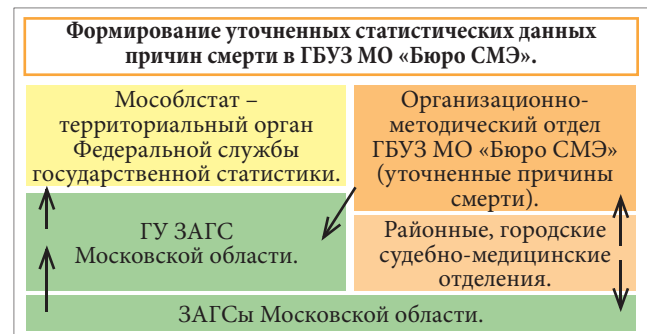 Формирование уточненных статистических данных
причин смерти в ГБУЗ МО «Бюро СМЭ».
Мособлстат –
территориальный орган
Федеральной службы
государственной статистики.
Организационно-
методический отдел
ГБУЗ МО «Бюро СМЭ»
(уточненные причины
смерти).
ГУ ЗАГС
Московской области.
Районные, городские
судебно-медицинские
отделения.
ЗАГСы Московской области.